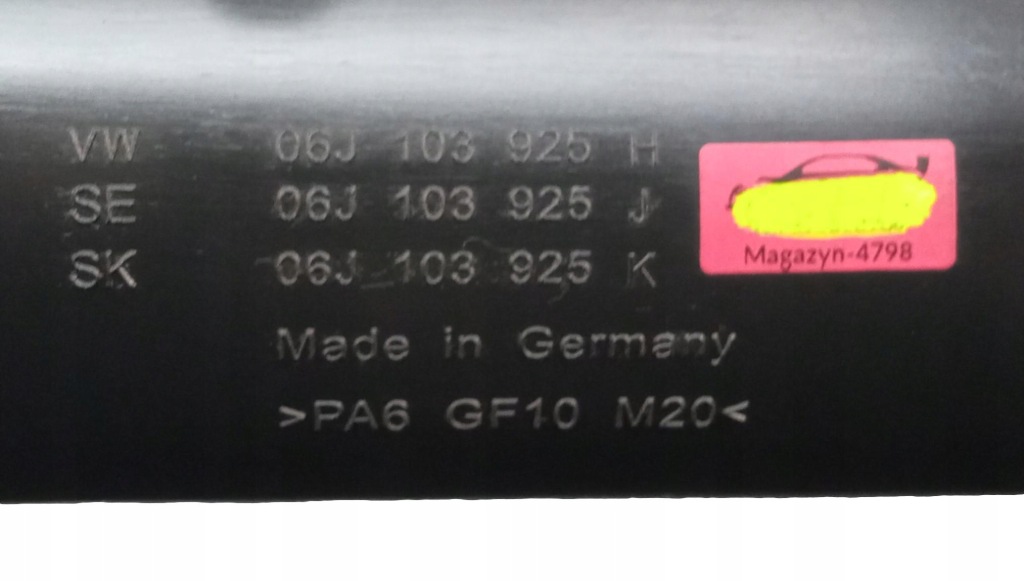 VW 06J 103 925 H
SE 06J 103 925 J
SK 06J 103 925 K
Magazyn-4798
Made in Germany
>PA6 GF10 M20<